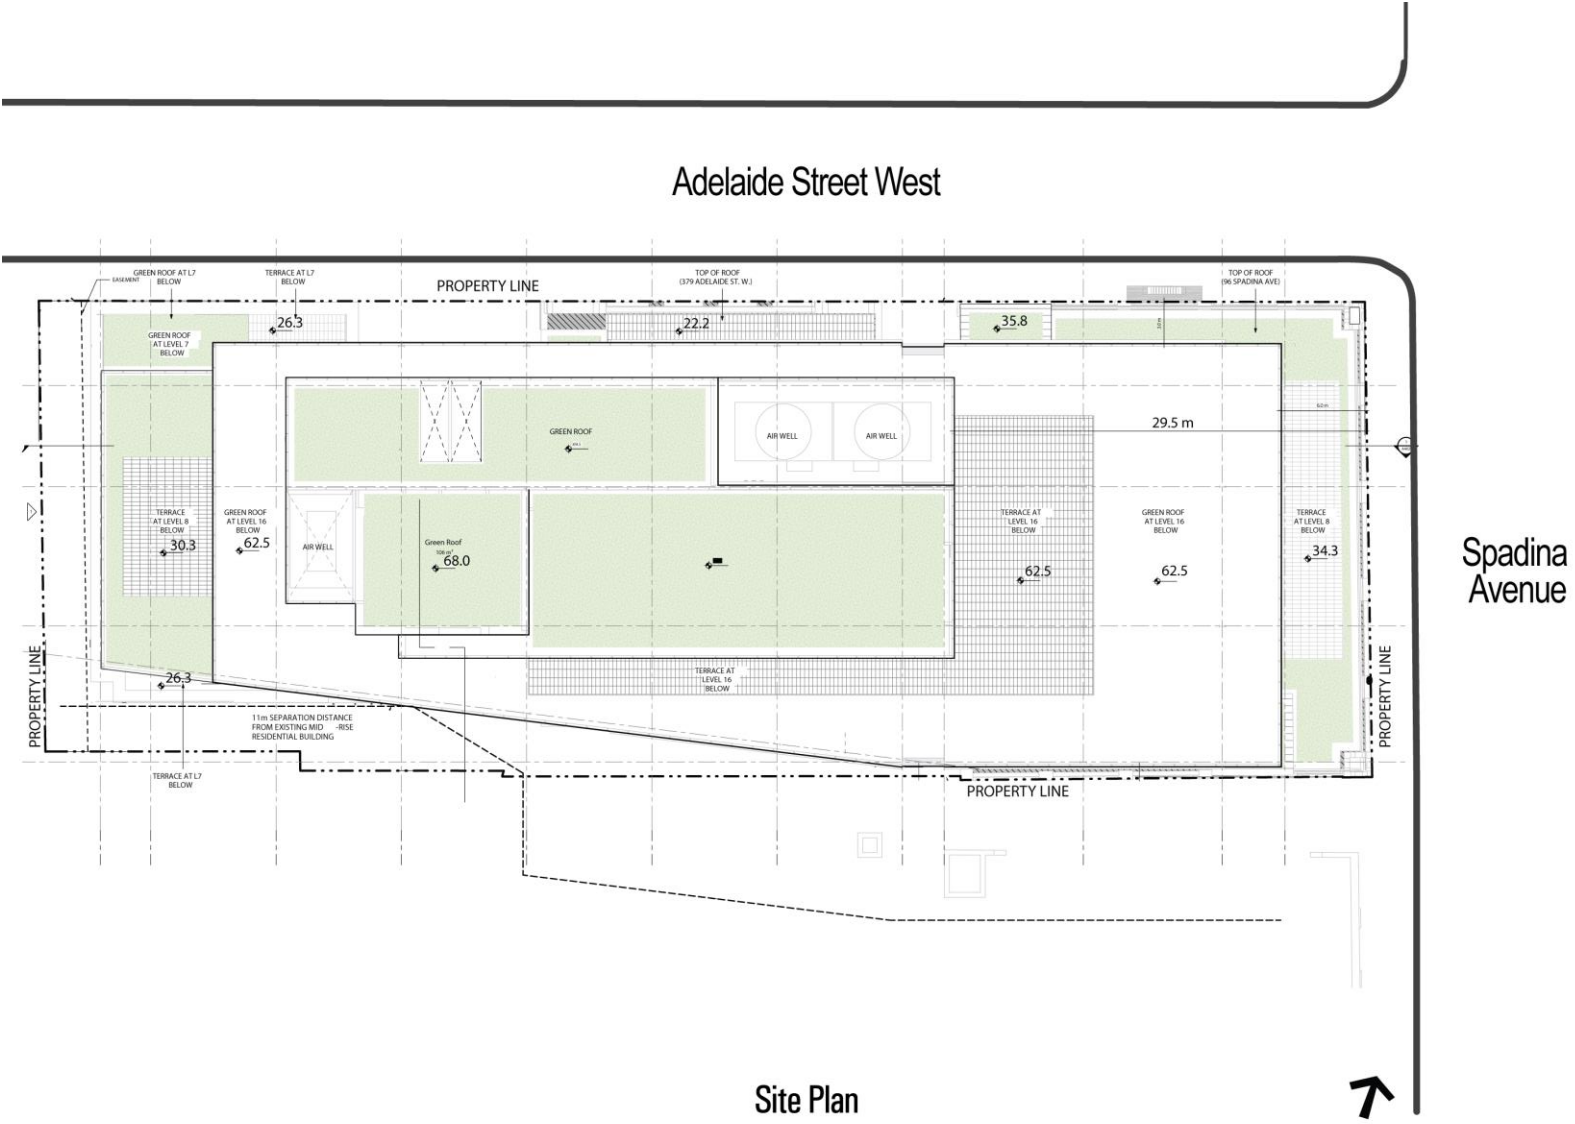 Adelaide Street West
GREEN ROOF AT L7
BELOW
EASEMENT
TERRACE AT L7
BELOW
PROPERTY LINE
TOP OF ROOF
(379 ADELAIDE ST. W.)
TOP OF ROOF
(96 SPADINA AVE)
26.3
22.2
35.8
GREEN ROOF
AT LEVEL 7
BELOW
29.5 m
GREEN ROOF
AIR WELL
AIR WELL
TERRACE
AT LEVEL 8
BELOW
30.3
GREEN ROOF
AT LEVEL 16
BELOW
62.5
AIR WELL
Green Roof
106 m²
68.0
TERRACE AT
LEVEL 16
BELOW
62.5
GREEN ROOF
AT LEVEL 16
BELOW
62.5
TERRACE
AT LEVEL 8
BELOW
34.3
Spadina
Avenue
PROPERTY LINE
26.3
TERRACE AT
LEVEL 16
BELOW
PROPERTY LINE
11m SEPARATION DISTANCE
FROM EXISTING MID -RISE
RESIDENTIAL BUILDING
TERRACE AT L7
BELOW
PROPERTY LINE
Site Plan